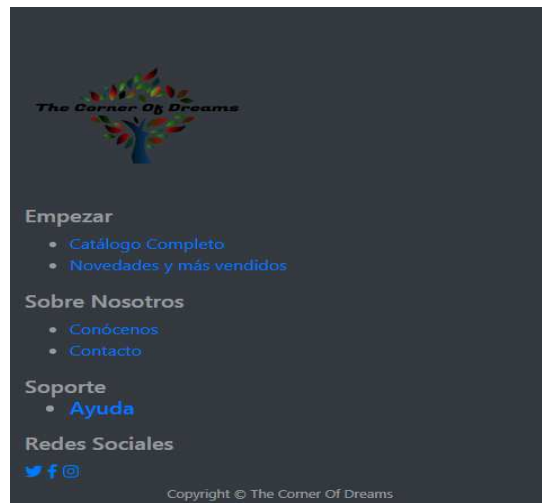 The Corner Of Dreams
Empezar
Catálogo Completo
Novedades y más vendidos
Sobre Nosotros
Conócenos
Contacto
Soporte
Ayuda
Redes Sociales
Copyright © The Corner Of Dreams